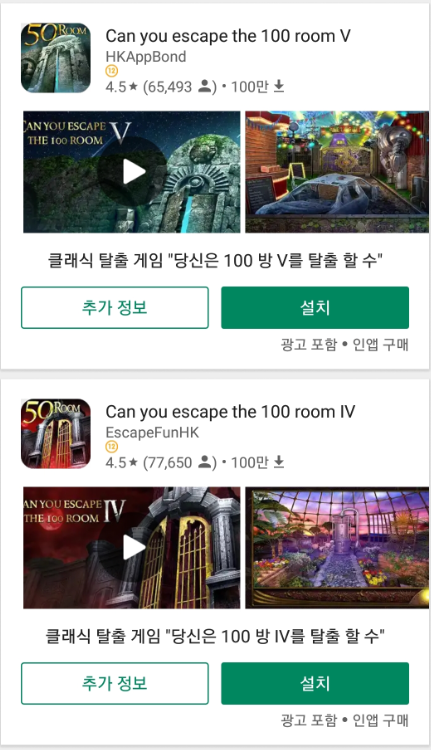 50 ROOM
Can you escape the 100 room V
HKAppBond
12
4.5★ (65,493 ) • 100만
CAN YOU ESCAPE
THE 100 ROOM V
클래식 탈출 게임 "당신은 100 방 V를 탈출 할 수"
추가 정보
설치
광고 포함 • 인앱 구매
50 ROOM
Can you escape the 100 room IV
EscapeFunHK
12
4.5★ (77,650 ) • 100만
AN YOU ESCAPE
THE 100 ROOM IV
클래식 탈출 게임 "당신은 100 방 IV를 탈출 할 수"
추가 정보
설치
광고 포함 • 인앱 구매